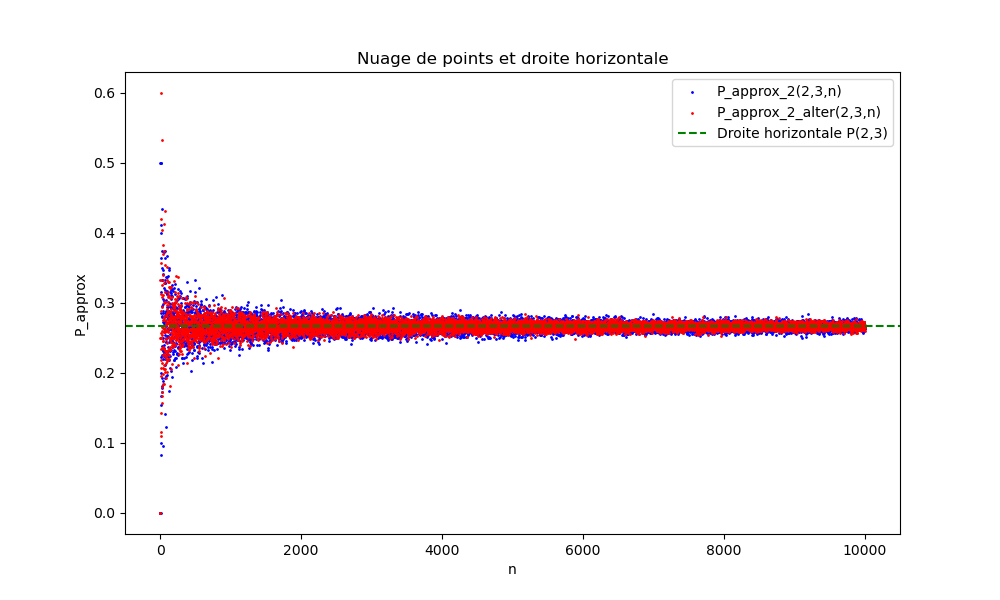 Nuage de points et droite horizontale
P_approx_2(2,3,n)
P_approx_2_alter(2,3,n)
Droite horizontale P(2,3)
P_approx
0.6
0.5
0.4
0.3
0.2
0.1
0.0
0 2000 4000 6000 8000 10000
n